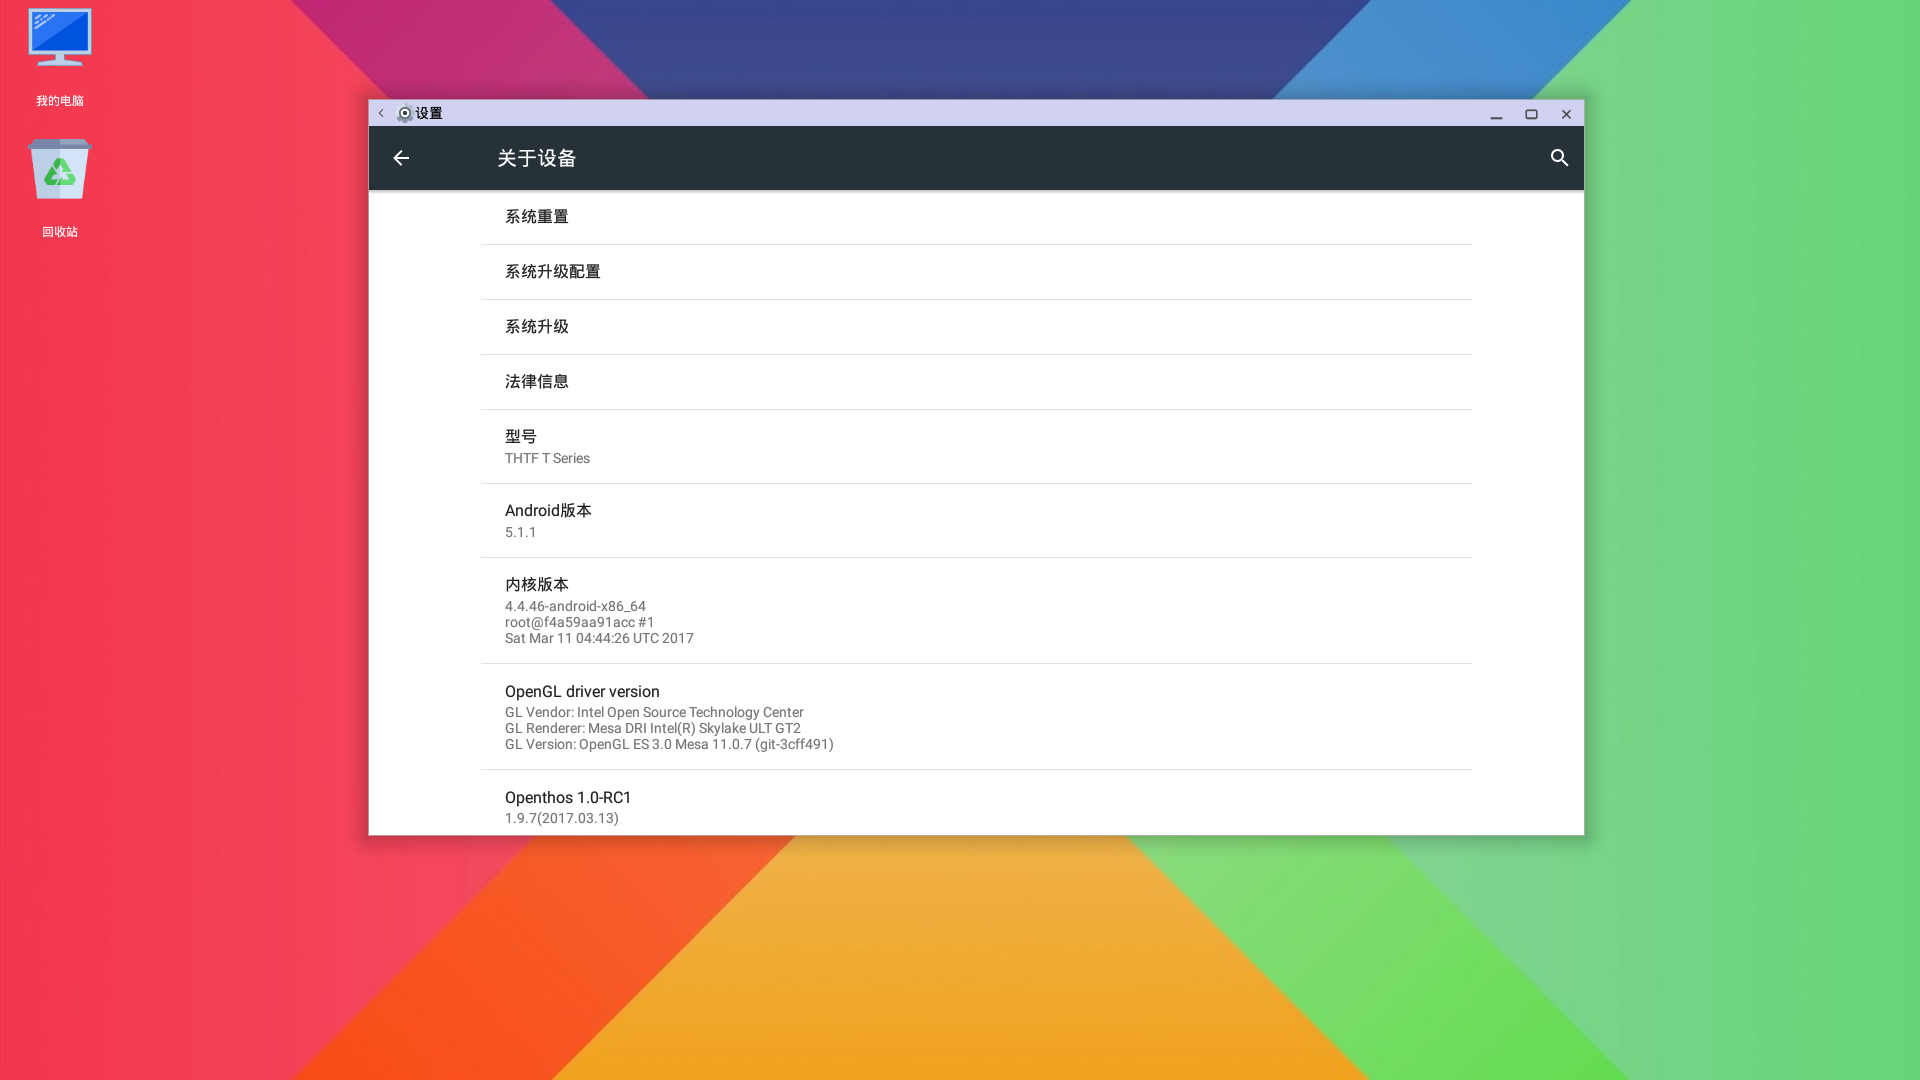 我的电脑
回收站
设置
关于设备
系统重置
系统升级配置
系统升级
法律信息
型号
THTF T Series
Android版本
5.1.1
内核版本
4.4.46-android-x86_64
root@f4a59aa91acc #1
Sat Mar 11 04:44:26 UTC 2017
OpenGL driver version
GL Vendor: Intel Open Source Technology Center
GL Renderer: Mesa DRI Intel(R) Skylake ULT GT2
GL Version: OpenGL ES 3.0 Mesa 11.0.7 (git-3cff491)
Openthos 1.0-RC1
1.9.7(2017.03.13)